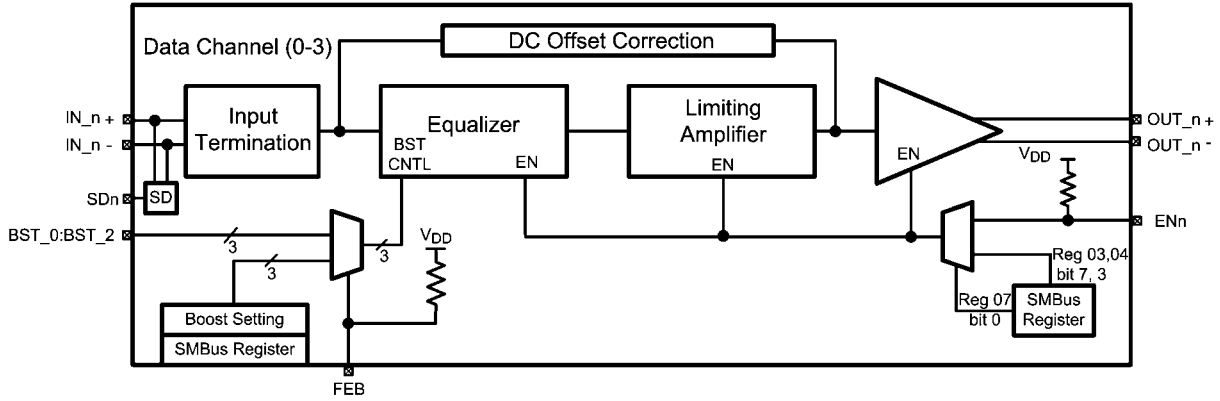 DC Offset Correction
Data Channel (0-3)
IN_n +
IN_n -
Input
Termination
Equalizer
BST
CNTL
EN
Limiting
Amplifier
EN
EN
OUT_n +
OUT_n -
VDD
SDn
SD
ENn
BST_0:BST_2
3
3
3
VDD
Reg 03,04
bit 7, 3
Reg 07
bit 0
SMBus
Register
Boost Setting
SMBus Register
FEB